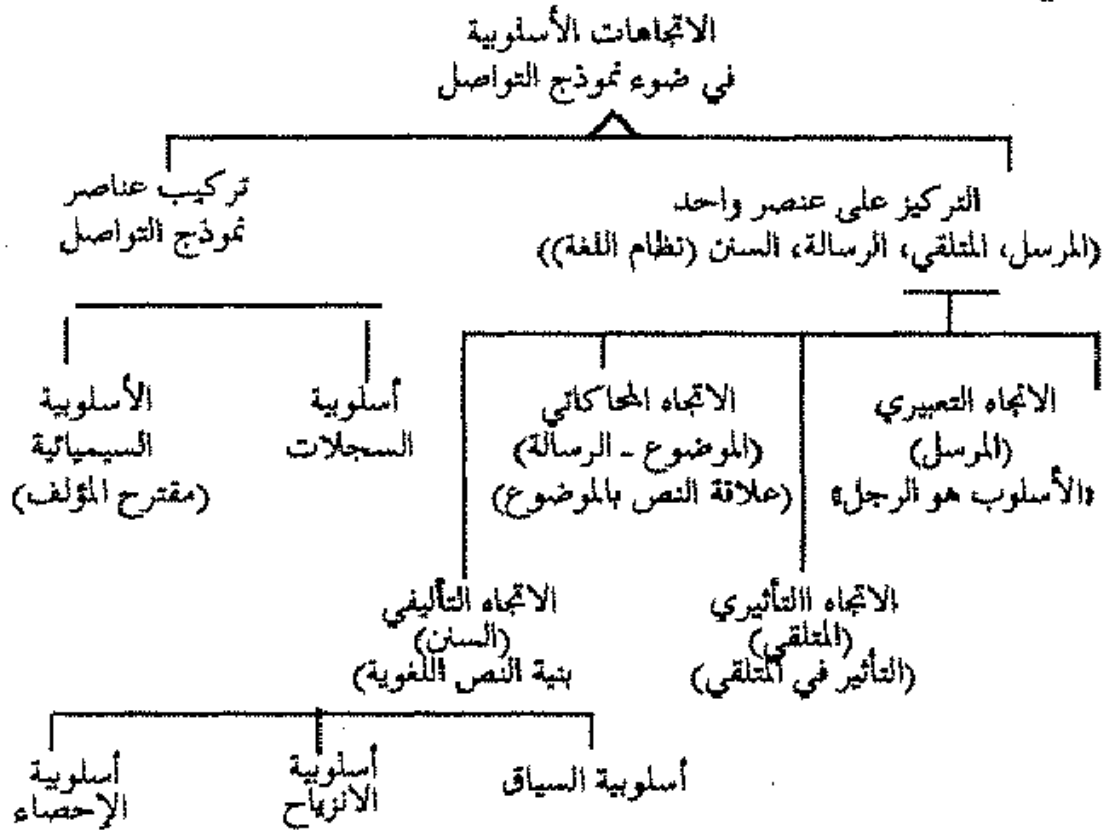 الاتجاهات الأسلوبية
في ضوء نموذج التواصل
التركيز على عنصر واحد
(المرسل، المتلقي، الرسالة، السنن (نظام اللغة))
تركيب عناصر
نموذج التواصل
الاتجاه التعبيري
(المرسل)
«الأسلوب هو الرجل»
الاتجاه المحاكاتي
(الموضوع - الرسالة)
(علاقة النص بالموضوع)
أسلوبية
السجلات
الأسلوبية
السيميائية
(مقترح المؤلف)
الاتجاه االتأثيري
(المتلقي)
(التأثير في المتلقي)
الاتجاه التأليفي
(السنن)
بنية النص اللغوية)
أسلوبية السياق
أسلوبية
الانزياح
أسلوبية
الإحصاء